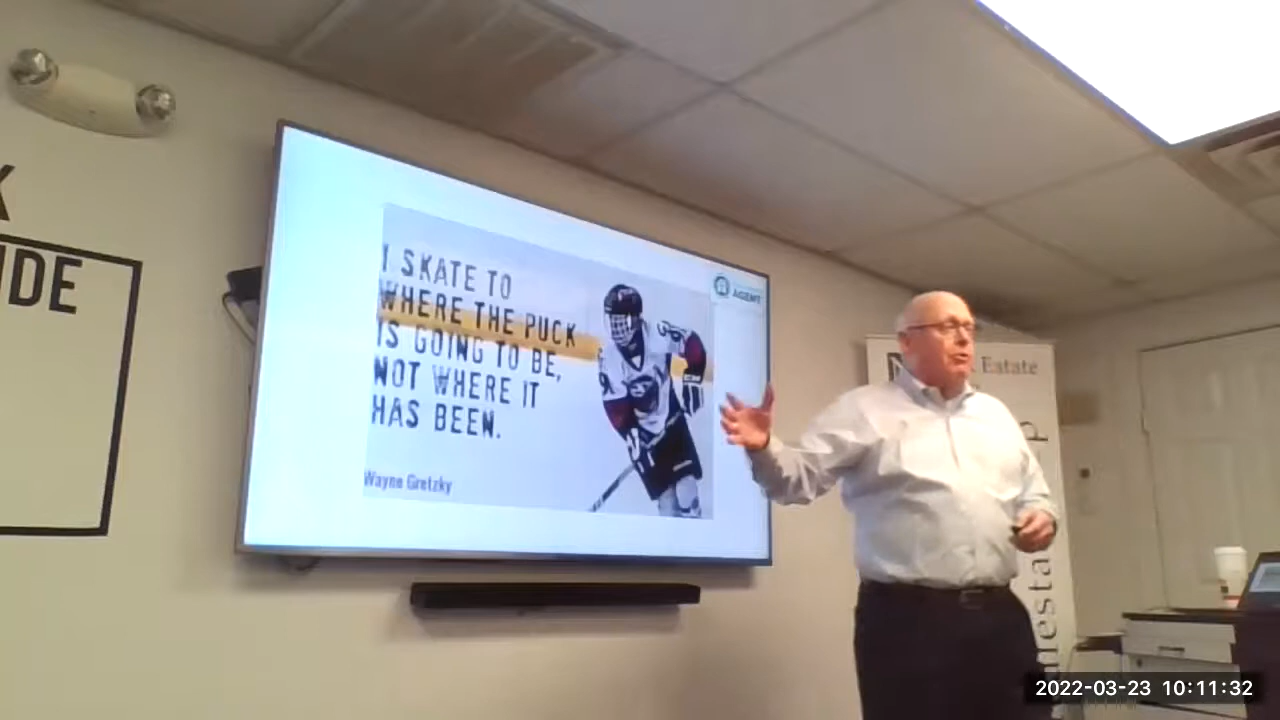 IDE
I SKATE TO
WHERE THE PUCK
IS GOING TO BE,
NOT WHERE IT
HAS BEEN.
Wayne Gretzky
AGENT
Estate
2022-03-23 10:11:32